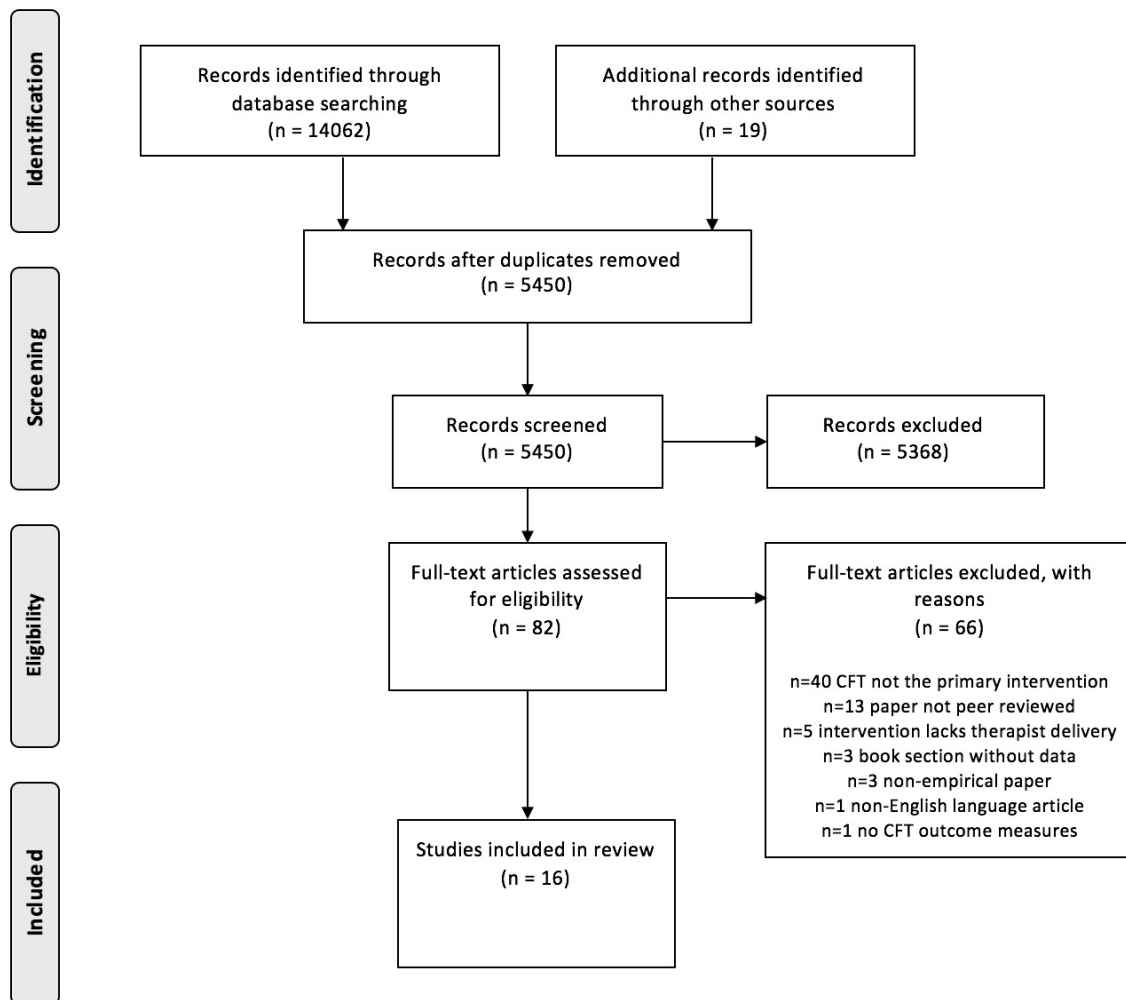 Identification
Records identified through
database searching
(n = 14062)
Additional records identified
through other sources
(n = 19)
Records after duplicates removed
(n = 5450)
Screening
Records screened
(n = 5450)
Records excluded
(n = 5368)
Eligibility
Full-text articles assessed
for eligibility
(n = 82)
Full-text articles excluded, with
reasons
(n = 66)
n=40 CFT not the primary intervention
n=13 paper not peer reviewed
n=5 intervention lacks therapist delivery
n=3 book section without data
n=3 non-empirical paper
n=1 non-English language article
n=1 no CFT outcome measures
Included
Studies included in review
(n = 16)